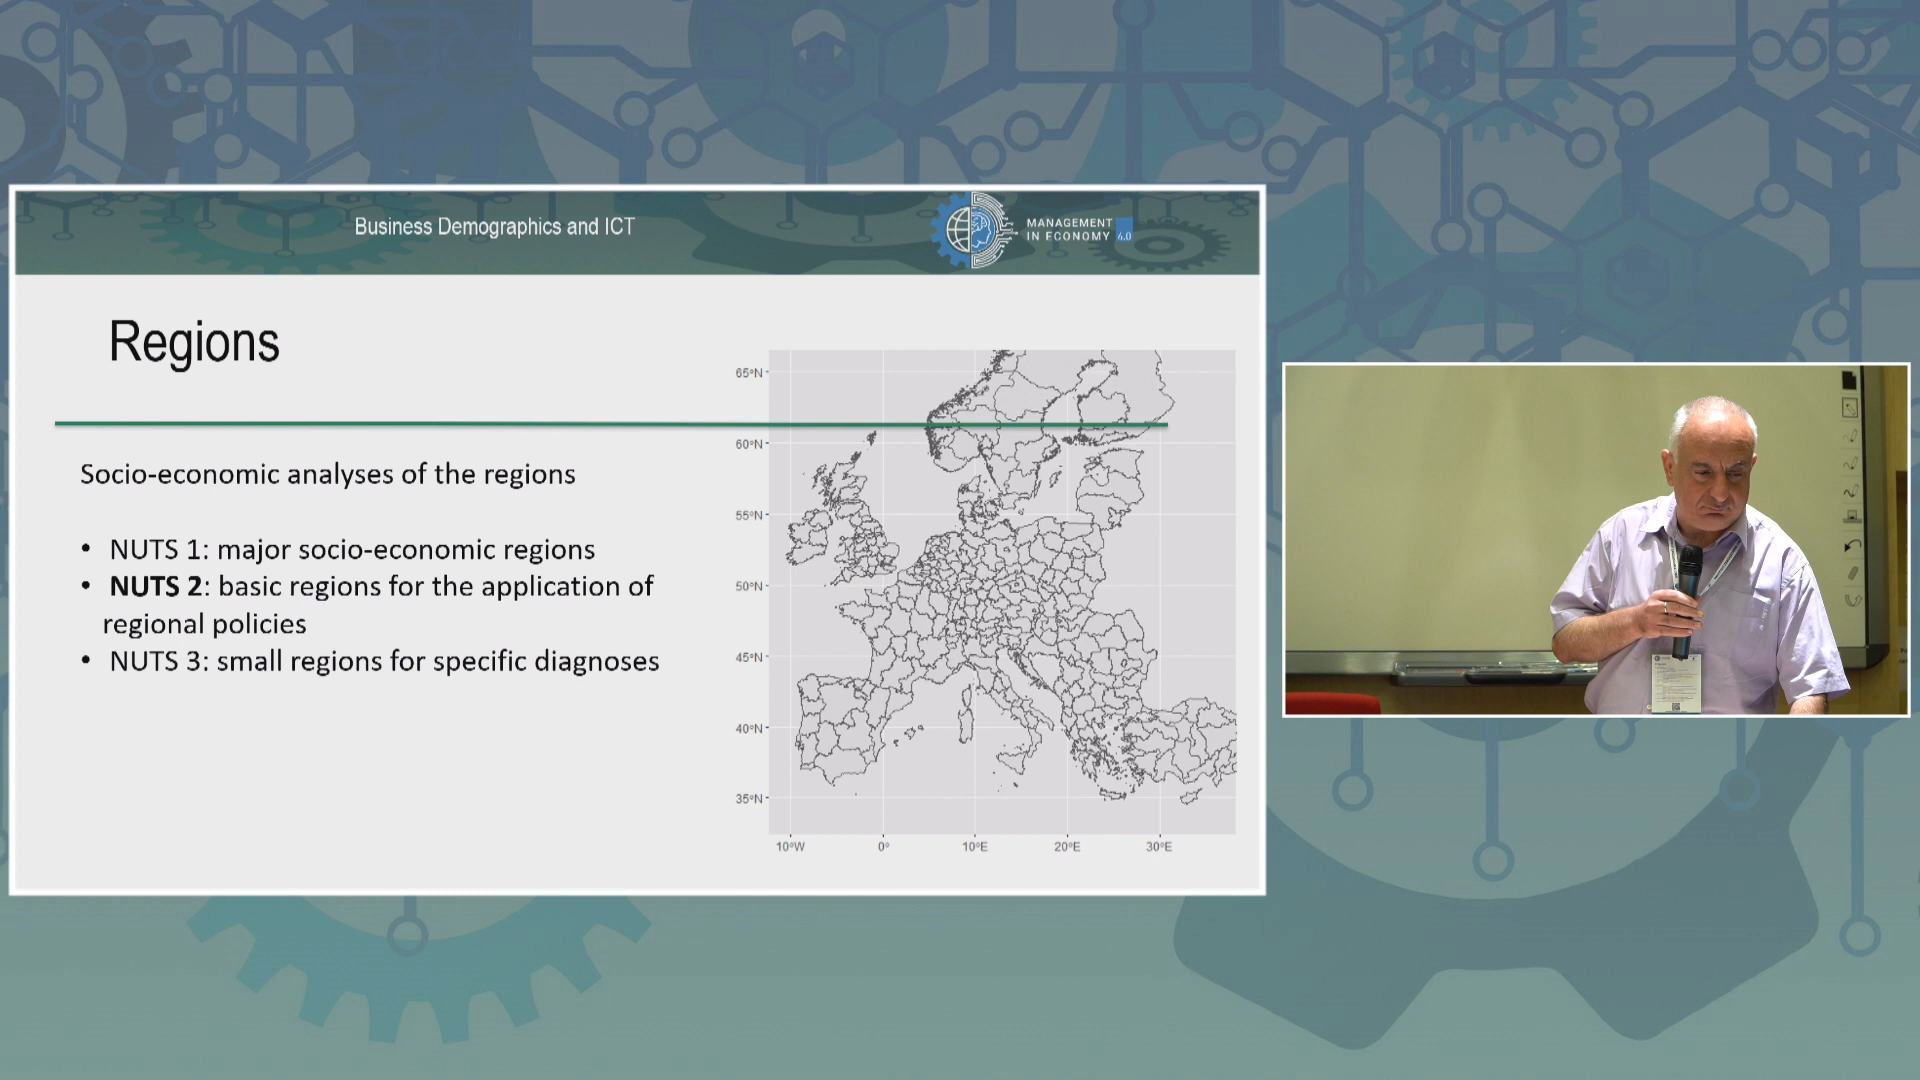 Business Demographics and ICT
MANAGEMENT
IN ECONOMY 4.0
Regions
Socio-economic analyses of the regions
• NUTS 1: major socio-economic regions
• NUTS 2: basic regions for the application of
regional policies
• NUTS 3: small regions for specific diagnoses
65°N
60°N
55°N
50°N
45°N
40°N
35°N
10°W 0° 10°E 20°E 30°E